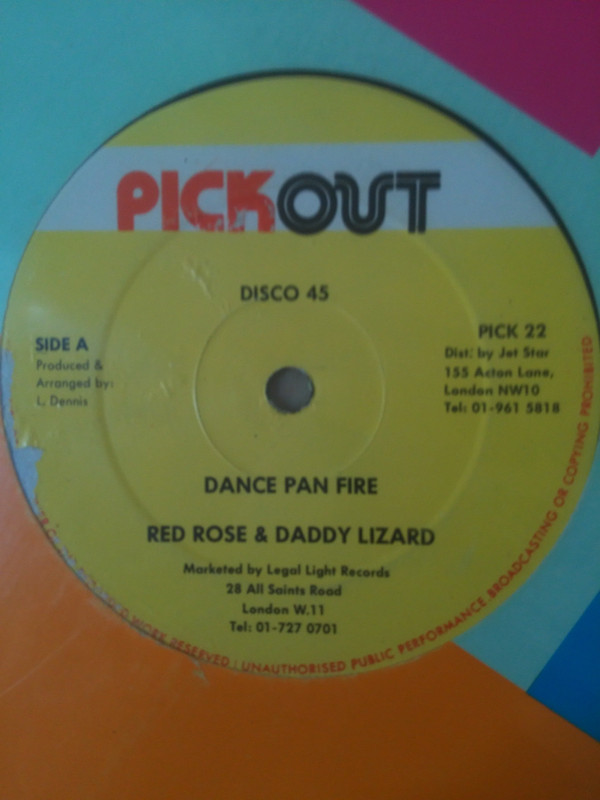 PICKOUT
DISCO 45
SIDE A
Produced &
Arranged by:
L. Dennis
PICK 22
Dist. by Jet Star
155 Acton Lane,
London NW10
Tel: 01-961 5818
DANCE PAN FIRE
RED ROSE & DADDY LIZARD
Marketed by Legal Light Records
28 All Saints Road
London W.11
Tel: 01-727 0701
WORK RESERVED | UNAUTHORISED PUBLIC PERFORMANCE BROADCASTING OR COPYING PROHIBITED